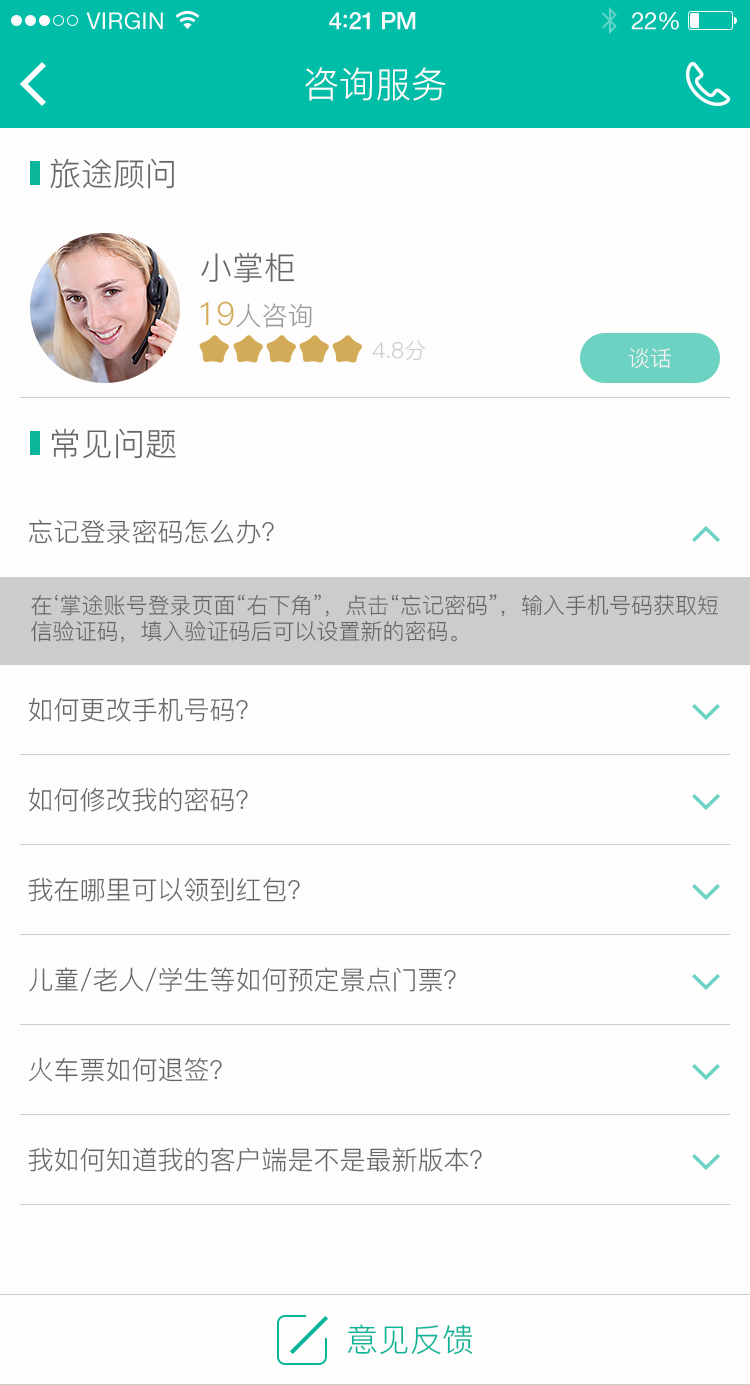 VIRGIN 4:21 PM 22%
咨询服务
旅途顾问
小掌柜
19人咨询
4.8分
谈话
常见问题
忘记登录密码怎么办?
在‘掌途账号登录页面“右下角”，点击“忘记密码”，输入手机号码获取短
信验证码，填入验证码后可以设置新的密码。
如何更改手机号码?
如何修改我的密码?
我在哪里可以领到红包?
儿童/老人/学生等如何预定景点门票?
火车票如何退签?
我如何知道我的客户端是不是最新版本?
意见反馈